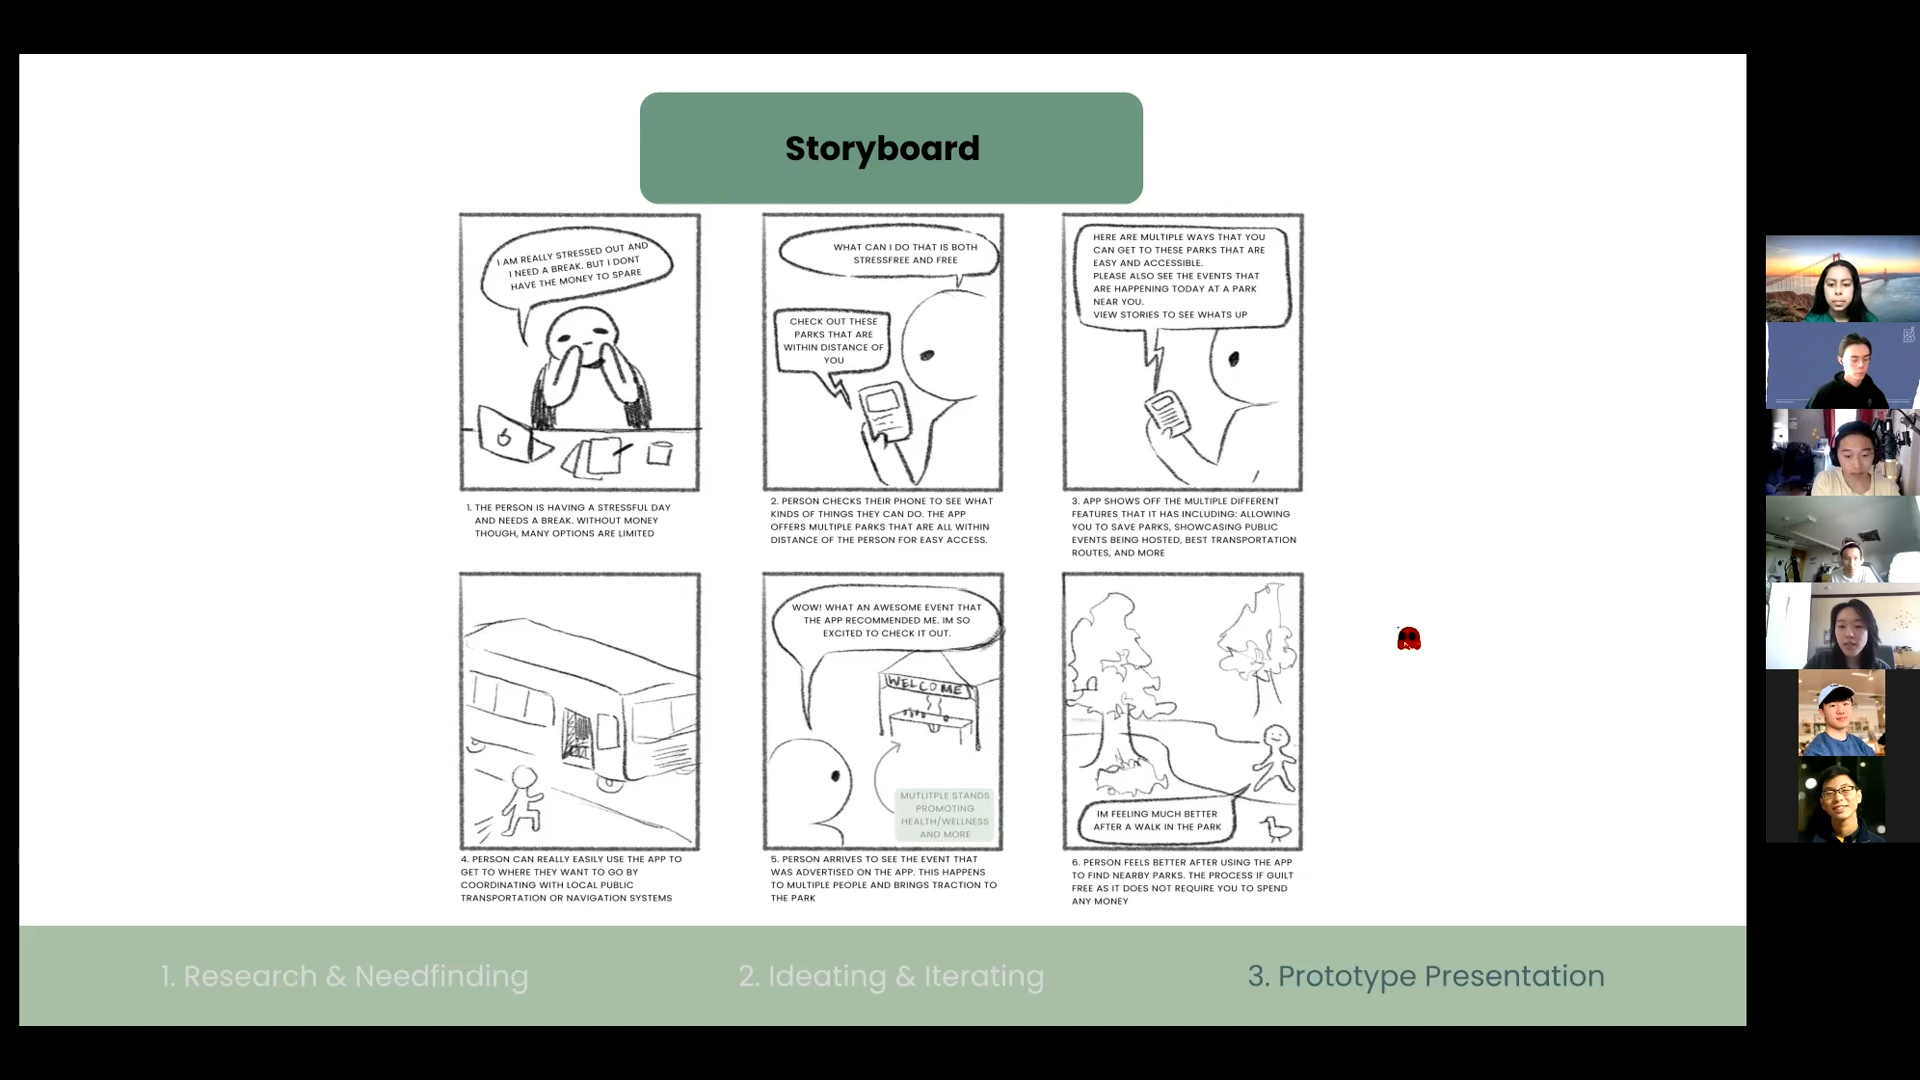 Storyboard
I AM REALLY STRESSED OUT AND
I NEED A BREAK. BUT I DONT
HAVE THE MONEY TO SPARE
WHAT CAN I DO THAT IS BOTH
STRESSFREE AND FREE
CHECK OUT THESE
PARKS THAT ARE
WITHIN DISTANCE OF
YOU
HERE ARE MULTIPLE WAYS THAT YOU
CAN GET TO THESE PARKS THAT ARE
EASY AND ACCESSIBLE.
PLEASE ALSO SEE THE EVENTS THAT
ARE HAPPENING TODAY AT A PARK
NEAR YOU.
VIEW STORIES TO SEE WHATS UP
1. THE PERSON IS HAVING A STRESSFUL DAY
AND NEEDS A BREAK. WITHOUT MONEY
THOUGH, MANY OPTIONS ARE LIMITED
2. PERSON CHECKS THEIR PHONE TO SEE WHAT
KINDS OF THINGS THEY CAN DO. THE APP
OFFERS MULTIPLE PARKS THAT ARE ALL WITHIN
DISTANCE OF THE PERSON FOR EASY ACCESS.
3. APP SHOWS OFF THE MULTIPLE DIFFERENT
FEATURES THAT IT HAS INCLUDING: ALLOWING
YOU TO SAVE PARKS, SHOWCASING PUBLIC
EVENTS BEING HOSTED, BEST TRANSPORTATION
ROUTES, AND MORE
WOW! WHAT AN AWESOME EVENT THAT
THE APP RECOMMENDED ME. IM SO
EXCITED TO CHECK IT OUT.
WELCOME
MUTLITPLE STANDS
PROMOTING
HEALTH/WELLNESS
AND MORE
IM FEELING MUCH BETTER
AFTER A WALK IN THE PARK
4. PERSON CAN REALLY EASILY USE THE APP TO
GET TO WHERE THEY WANT TO GO BY
COORDINATING WITH LOCAL PUBLIC
TRANSPORTATION OR NAVIGATION SYSTEMS
5. PERSON ARRIVES TO SEE THE EVENT THAT
WAS ADVERTISED ON THE APP. THIS HAPPENS
TO MULTIPLE PEOPLE AND BRINGS TRACTION TO
THE PARK
6. PERSON FEELS BETTER AFTER USING THE APP
TO FIND NEARBY PARKS. THE PROCESS IF GUILT
FREE AS IT DOES NOT REQUIRE YOU TO SPEND
ANY MONEY
1. Research & Needfinding
2. Ideating & Iterating
3. Prototype Presentation